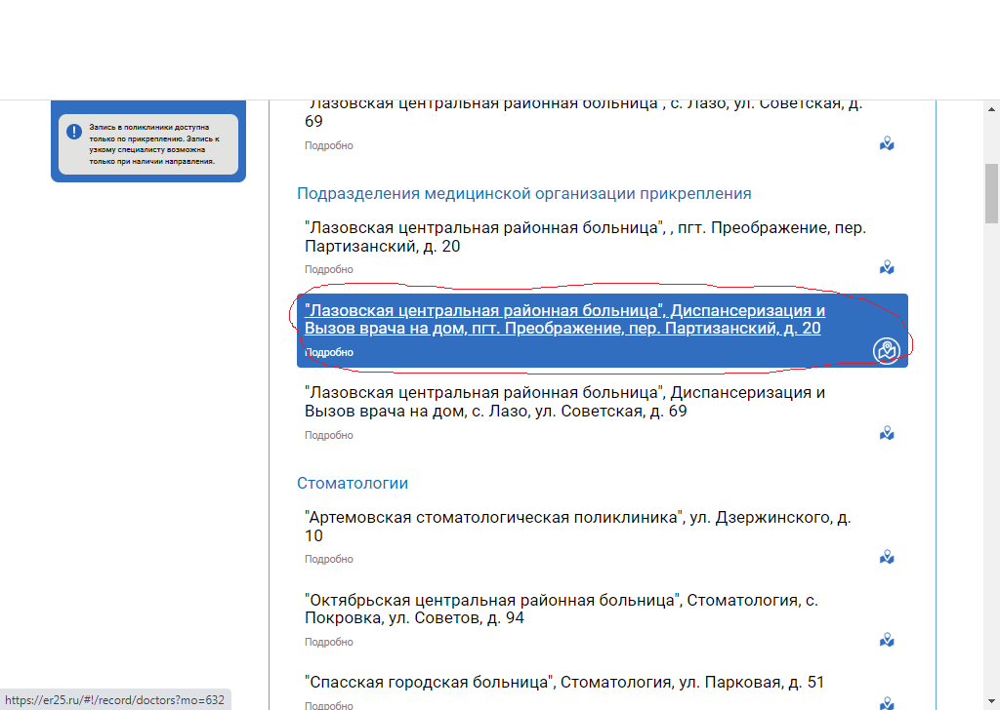 "Лазовская центральная районная больница", с. Лазо, ул. Советская, д.
69
Подробно
Запись в поликлиники доступна
только по прикреплению. Запись к
узкому специалисту возможна
только при наличии направления.
Подразделения медицинской организации прикрепления
"Лазовская центральная районная больница", , пгт. Преображение, пер.
Партизанский, д. 20
Подробно
"Лазовская центральная районная больница", Диспансеризация и
Вызов врача на дом, пгт. Преображение, пер. Партизанский, д. 20
Подробно
"Лазовская центральная районная больница", Диспансеризация и
Вызов врача на дом, с. Лазо, ул. Советская, д. 69
Подробно
Стоматологии
"Артемовская стоматологическая поликлиника", ул. Дзержинского, д.
10
Подробно
"Октябрьская центральная районная больница", Стоматология, с.
Покровка, ул. Советов, д. 94
Подробно
"Спасская городская больница", Стоматология, ул. Парковая, д. 51
Подробно
https://er25.ru/#!/record/doctors?mo=632